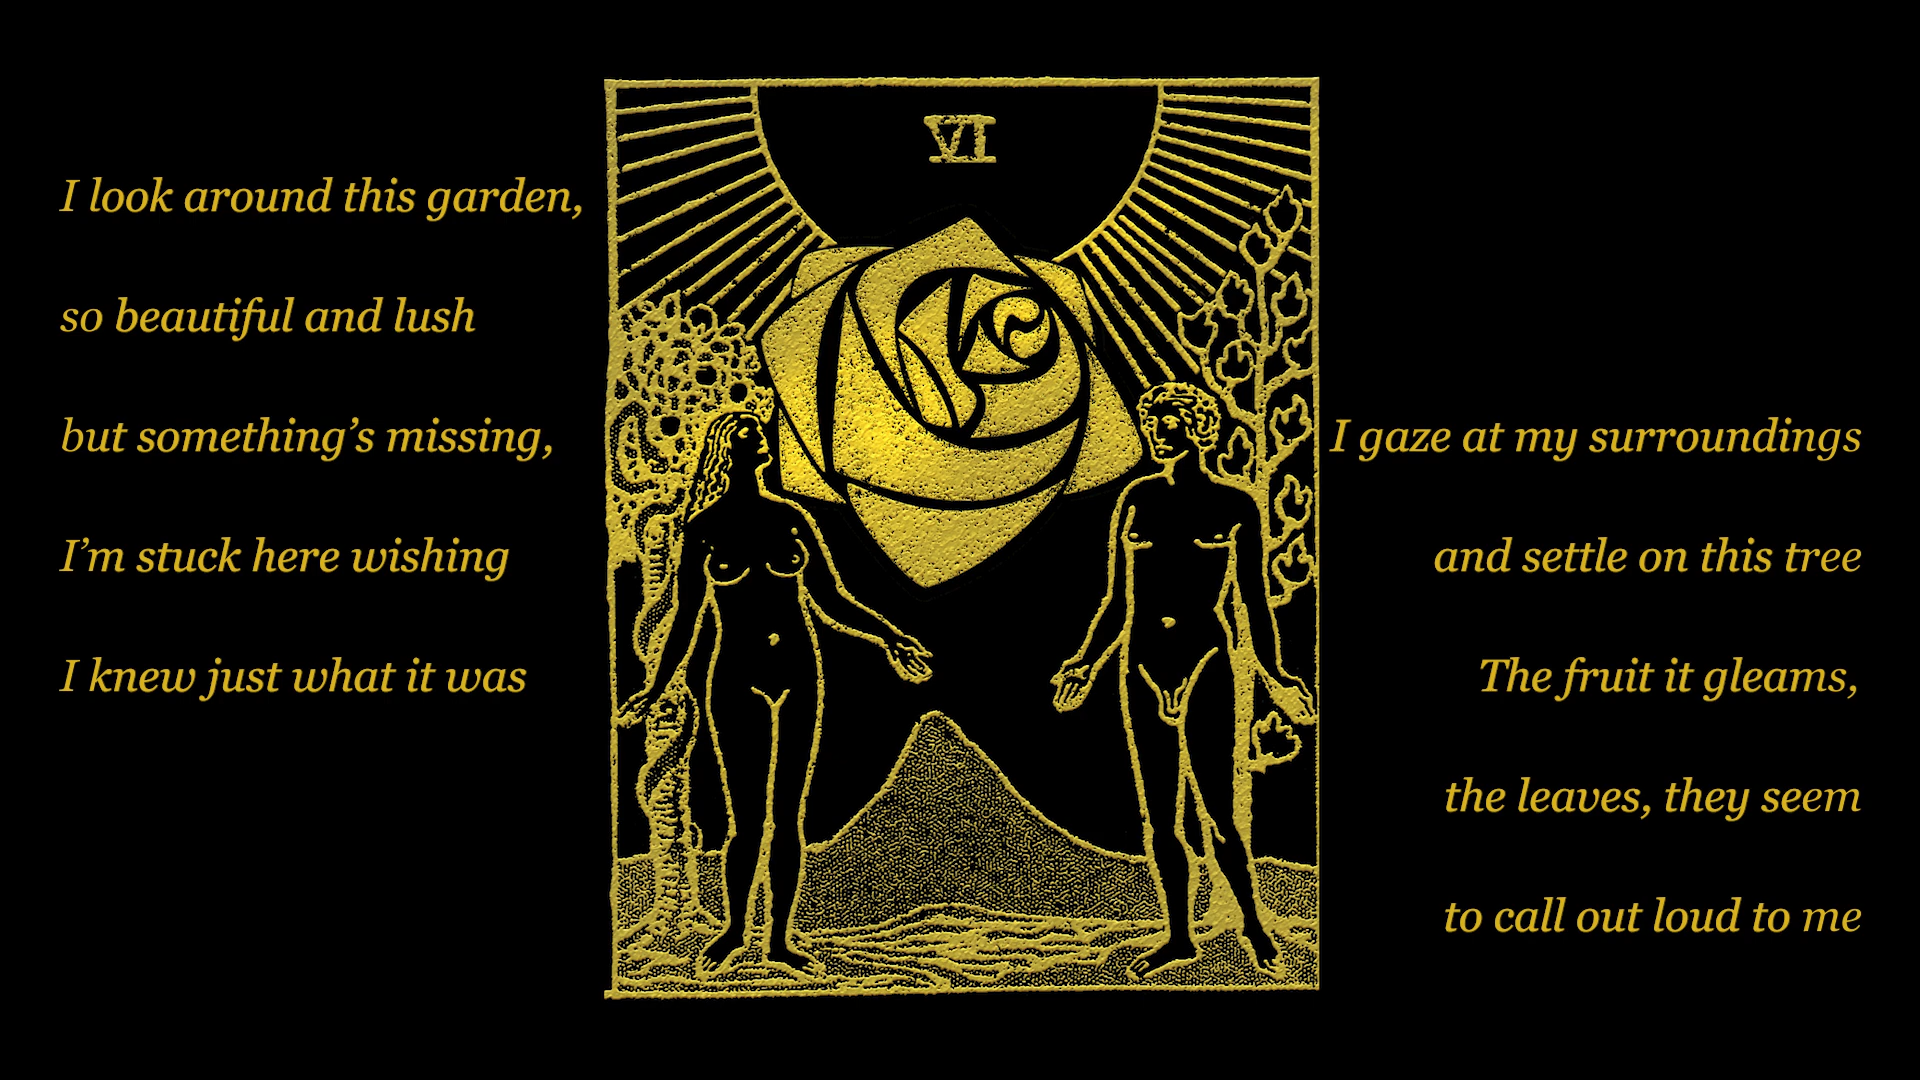 VI
I look around this garden,
so beautiful and lush
but something’s missing,
I’m stuck here wishing
I knew just what it was
I gaze at my surroundings
and settle on this tree
The fruit it gleams,
the leaves, they seem
to call out loud to me